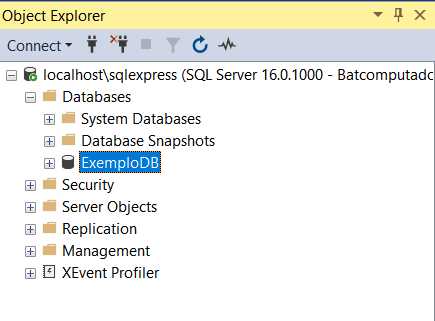 Object Explorer
Connect
localhost\sqlexpress (SQL Server 16.0.1000 - Batcomputadc
Databases
System Databases
Database Snapshots
ExemploDB
Security
Server Objects
Replication
Management
XEvent Profiler